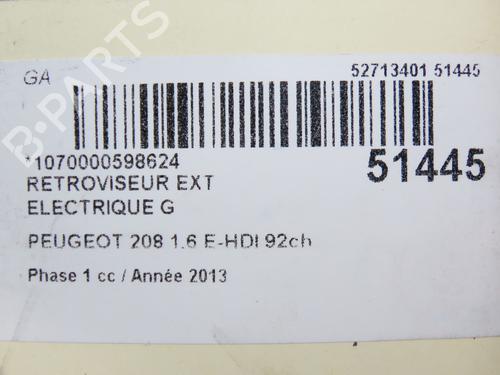 GA
52713401 51445
*1070000598624
51445
RETROVISEUR EXT
ELECTRIQUE G
PEUGEOT 208 1.6 E-HDI 92ch
Phase 1 cc / Année 2013
B-PARTS